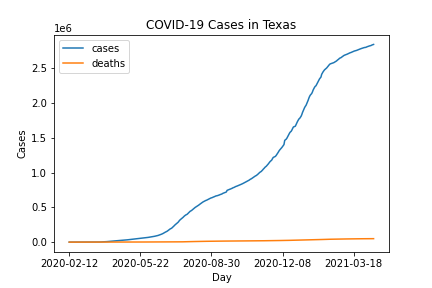 COVID-19 Cases in Texas
1e6
cases
deaths
2.5
2.0
1.5
1.0
0.5
0.0
Cases
2020-02-12 2020-05-22 2020-08-30 2020-12-08 2021-03-18
Day